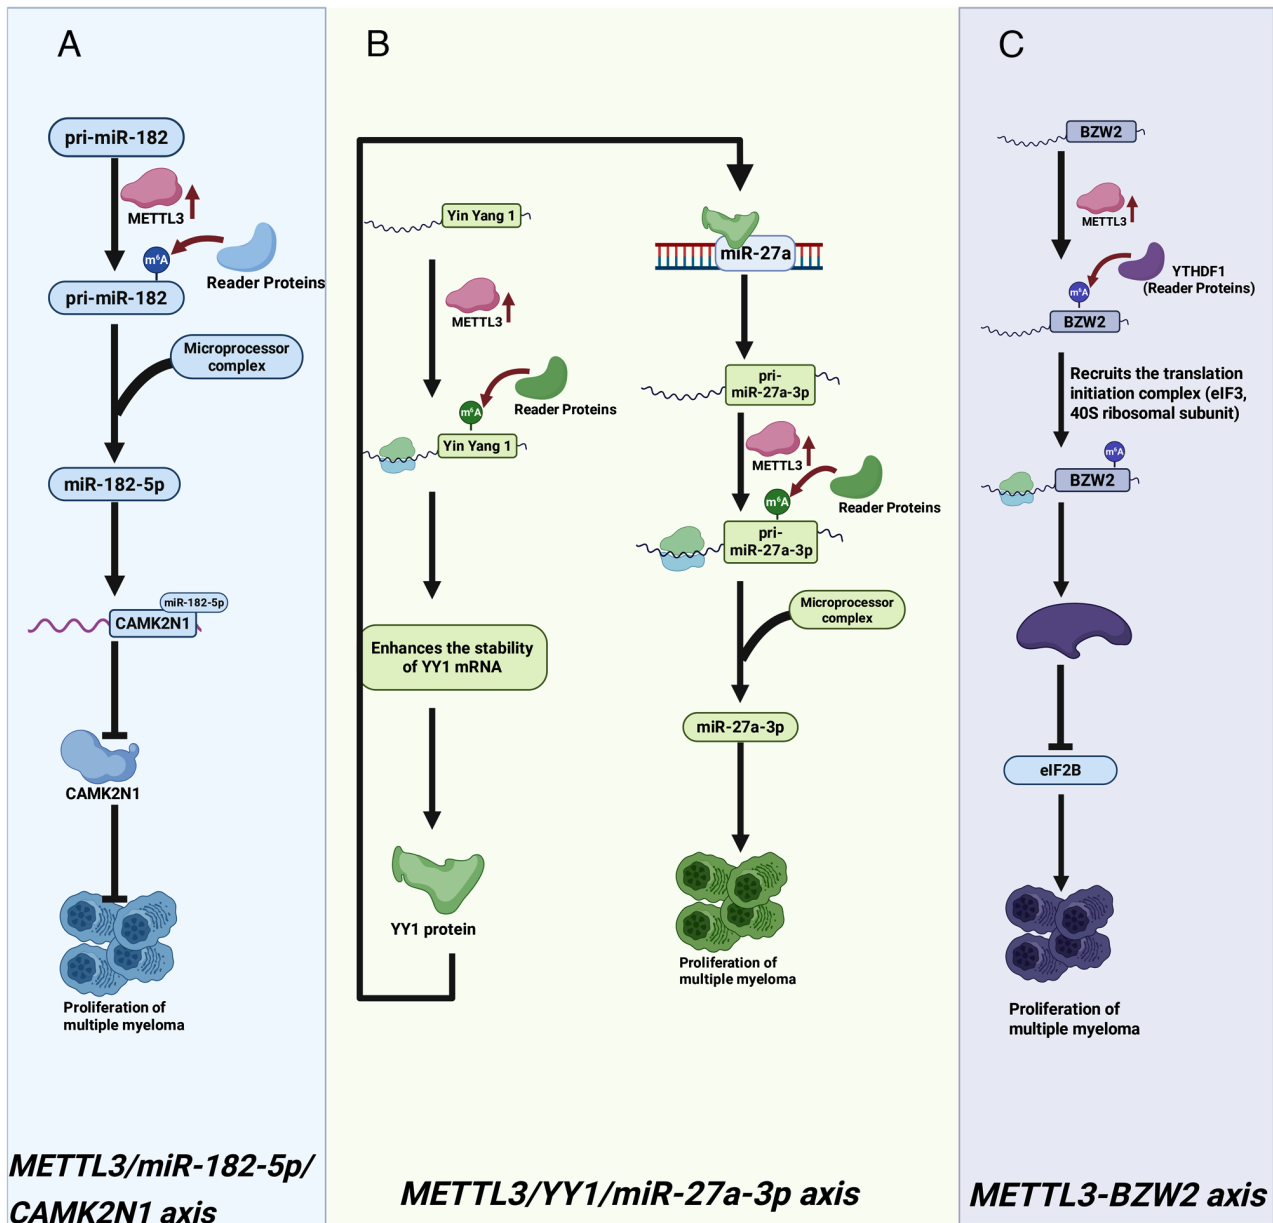 A
pri-miR-182
METTL3
m⁶A
Reader Proteins
pri-miR-182
Microprocessor
complex
miR-182-5p
miR-182-5p
CAMK2N1
CAMK2N1
Proliferation of
multiple myeloma
METTL3/miR-182-5p/
CAMK2N1 axis
B
Yin Yang 1
METTL3
m⁶A
Reader Proteins
Yin Yang 1
Enhances the stability
of YY1 mRNA
YY1 protein
miR-27a
pri-
miR-27a-3p
METTL3
m⁶A
Reader Proteins
pri-
miR-27a-3p
Microprocessor
complex
miR-27a-3p
Proliferation of
multiple myeloma
METTL3/YY1/miR-27a-3p axis
C
BZW2
METTL3
YTHDF1
(Reader Proteins)
m⁶A
BZW2
Recruits the translation
initiation complex (eIF3,
40S ribosomal subunit)
m⁶A
BZW2
eIF2B
Proliferation of
multiple myeloma
METTL3-BZW2 axis